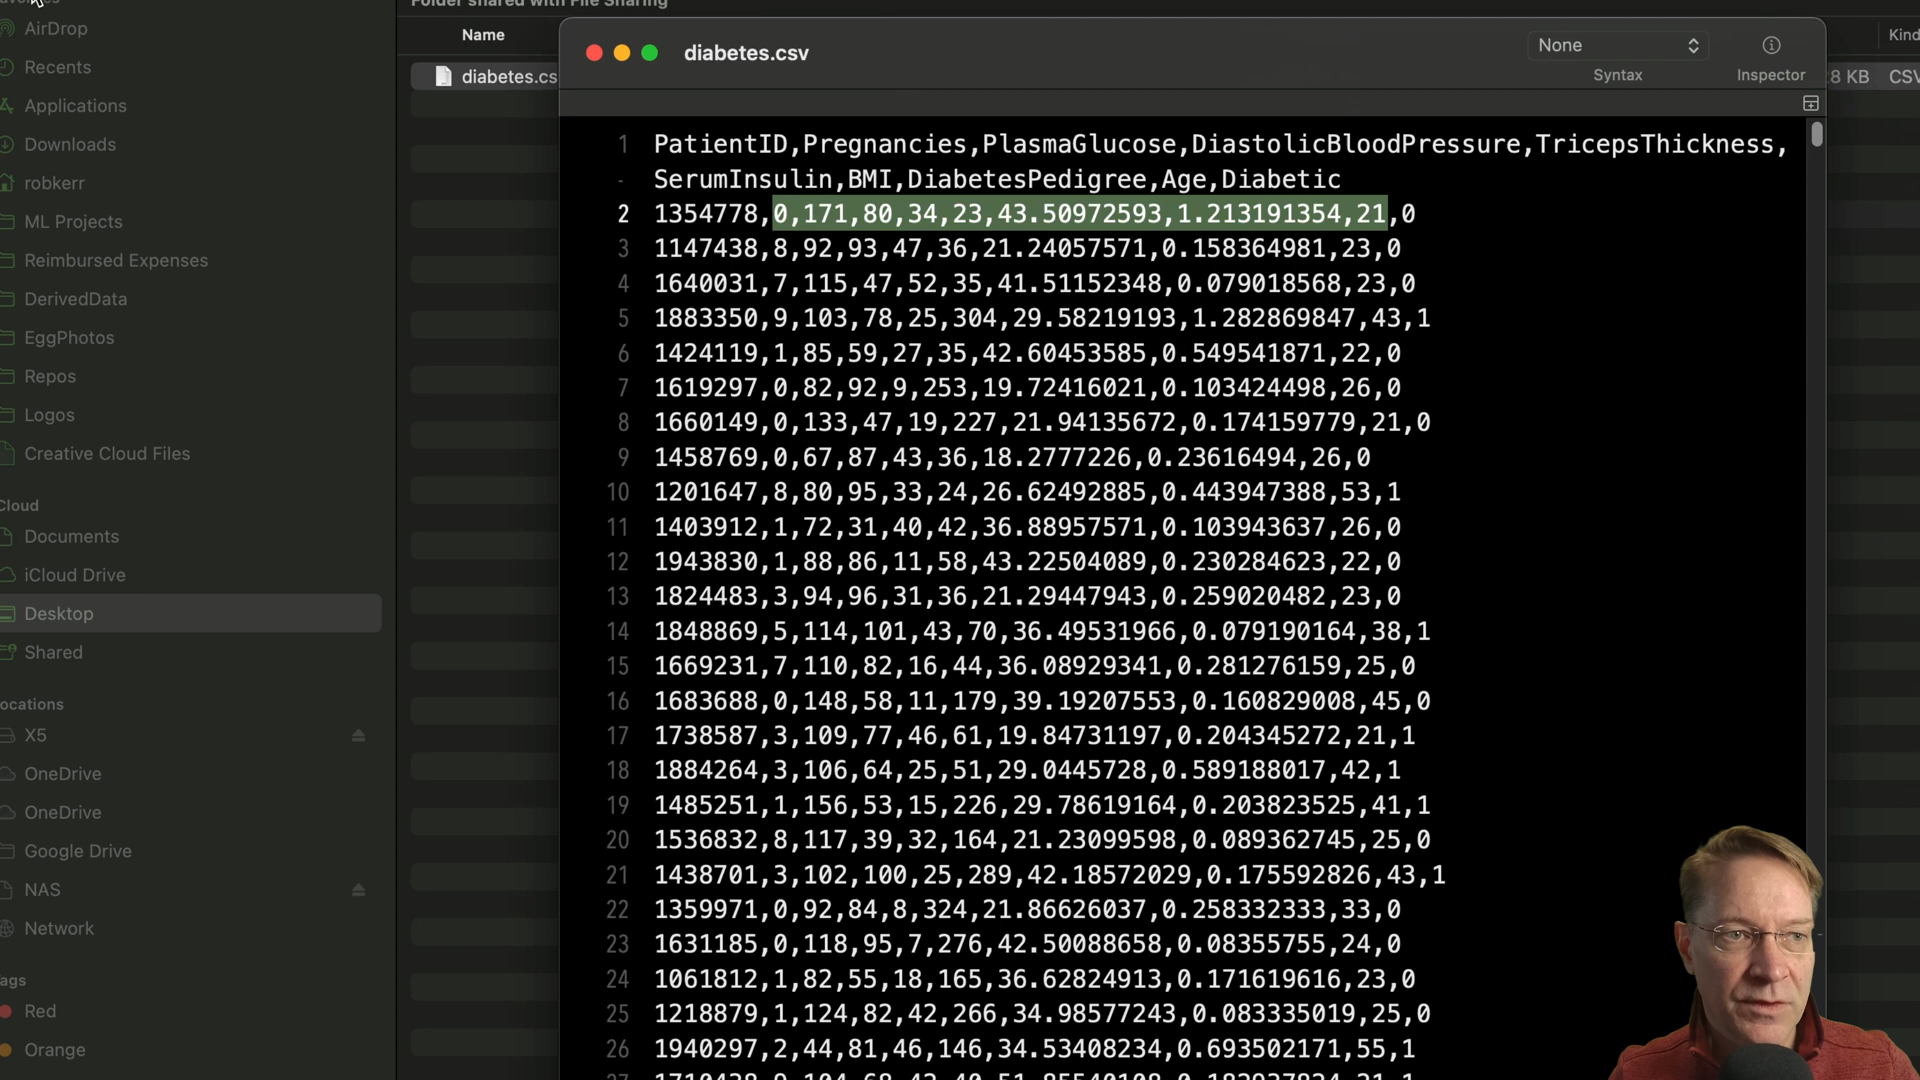 Folder shared with File Sharing
AirDrop
Recents
Applications
Downloads
robkerr
ML Projects
Reimbursed Expenses
DerivedData
EggPhotos
Repos
Logos
Creative Cloud Files
Cloud
Documents
iCloud Drive
Desktop
Shared
ocations
X5
OneDrive
OneDrive
Google Drive
NAS
Network
ags
Red
Orange
Name
Kind
diabetes.cs
8 KB
CSV
diabetes.csv
None
Syntax
Inspector
1 PatientID,Pregnancies,PlasmaGlucose,DiastolicBloodPressure,TricepsThickness,
- SerumInsulin,BMI,DiabetesPedigree,Age,Diabetic
2 1354778,0,171,80,34,23,43.50972593,1.213191354,21,0
3 1147438,8,92,93,47,36,21.24057571,0.158364981,23,0
4 1640031,7,115,47,52,35,41.51152348,0.079018568,23,0
5 1883350,9,103,78,25,304,29.58219193,1.282869847,43,1
6 1424119,1,85,59,27,35,42.60453585,0.549541871,22,0
7 1619297,0,82,92,9,253,19.72416021,0.103424498,26,0
8 1660149,0,133,47,19,227,21.94135672,0.174159779,21,0
9 1458769,0,67,87,43,36,18.2777226,0.23616494,26,0
10 1201647,8,80,95,33,24,26.62492885,0.443947388,53,1
11 1403912,1,72,31,40,42,36.88957571,0.103943637,26,0
12 1943830,1,88,86,11,58,43.22504089,0.230284623,22,0
13 1824483,3,94,96,31,36,21.29447943,0.259020482,23,0
14 1848869,5,114,101,43,70,36.49531966,0.079190164,38,1
15 1669231,7,110,82,16,44,36.08929341,0.281276159,25,0
16 1683688,0,148,58,11,179,39.19207553,0.160829008,45,0
17 1738587,3,109,77,46,61,19.84731197,0.204345272,21,1
18 1884264,3,106,64,25,51,29.0445728,0.589188017,42,1
19 1485251,1,156,53,15,226,29.78619164,0.203823525,41,1
20 1536832,8,117,39,32,164,21.23099598,0.089362745,25,0
21 1438701,3,102,100,25,289,42.18572029,0.175592826,43,1
22 1359971,0,92,84,8,324,21.86626037,0.258332333,33,0
23 1631185,0,118,95,7,276,42.50088658,0.08355755,24,0
24 1061812,1,82,55,18,165,36.62824913,0.171619616,23,0
25 1218879,1,124,82,42,266,34.98577243,0.083335019,25,0
26 1940297,2,44,81,46,146,34.53408234,0.693502171,55,1